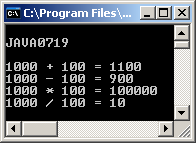 C:\Program Files\...
JAVA0719
1000 + 100 = 1100
1000 - 100 = 900
1000 * 100 = 100000
1000 / 100 = 10